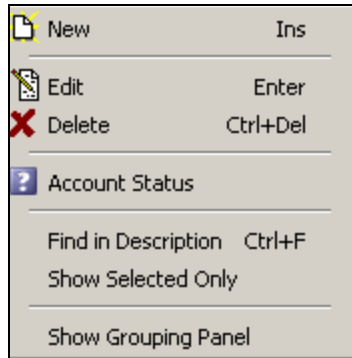 New Ins
Edit Enter
Delete Ctrl+Del
? Account Status
Find in Description Ctrl+F
Show Selected Only
Show Grouping Panel